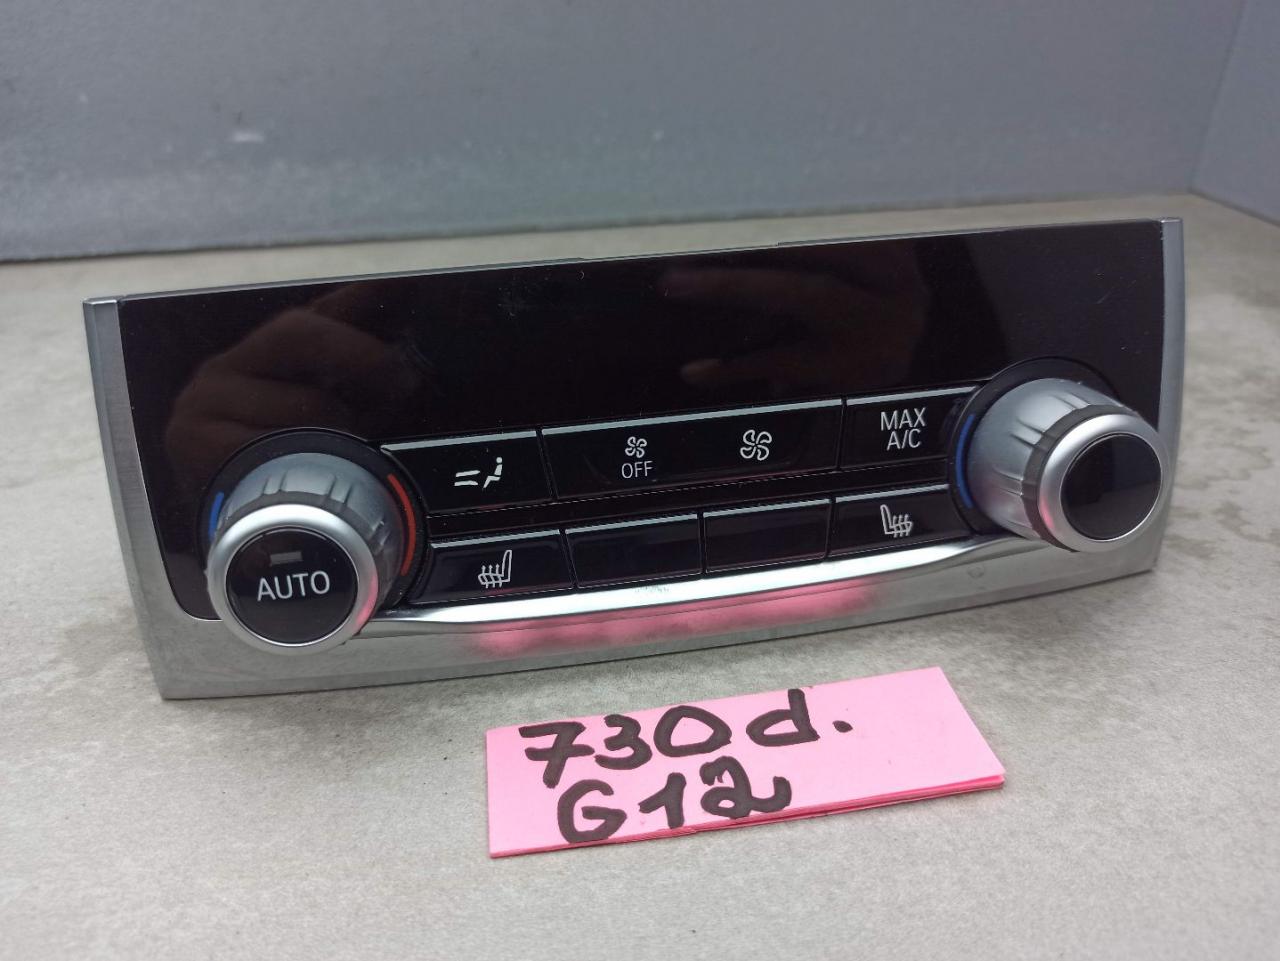 MAX
A/C
OFF
AUTO
730d.
G12